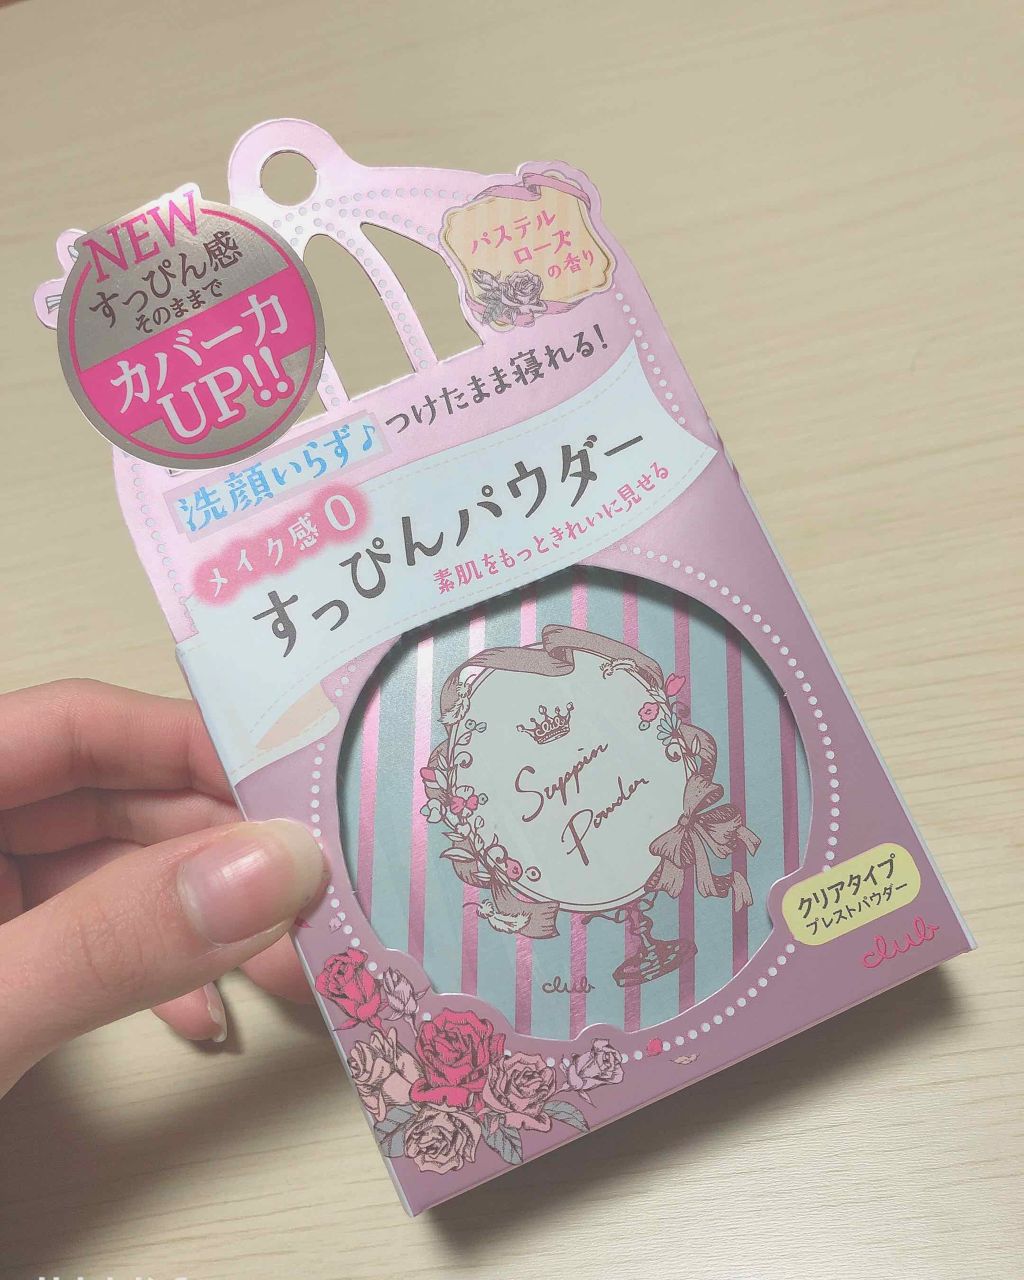 NEW
すっぴん感
そのままで
カバー力
UP!!
パステル
ローズ
の香り
洗顔いらず♪ つけたまま寝れる!
メイク感0
すっぴんパウダー
素肌をもっときれいに見せる
club
Suppin
Powder
club
クリアタイプ
プレストパウダー
club